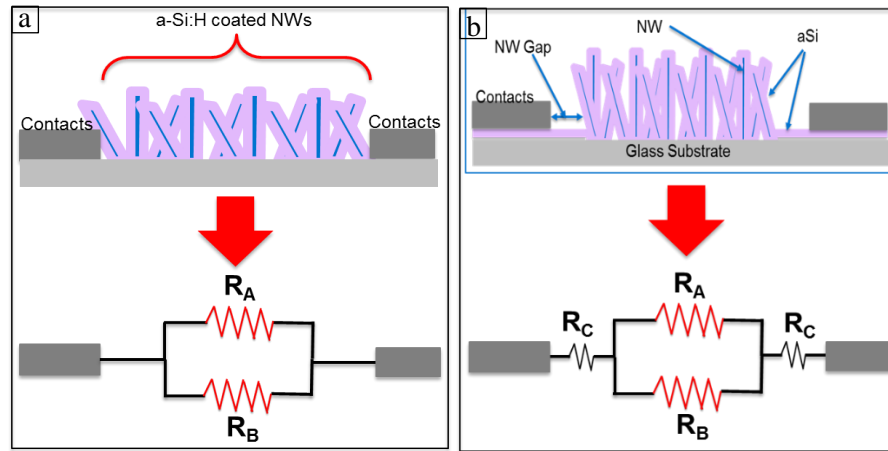 a
a-Si:H coated NWs
Contacts
Contacts
RA
RB
b
NW Gap
NW
aSi
Contacts
Glass Substrate
RA
RC
RC
RB